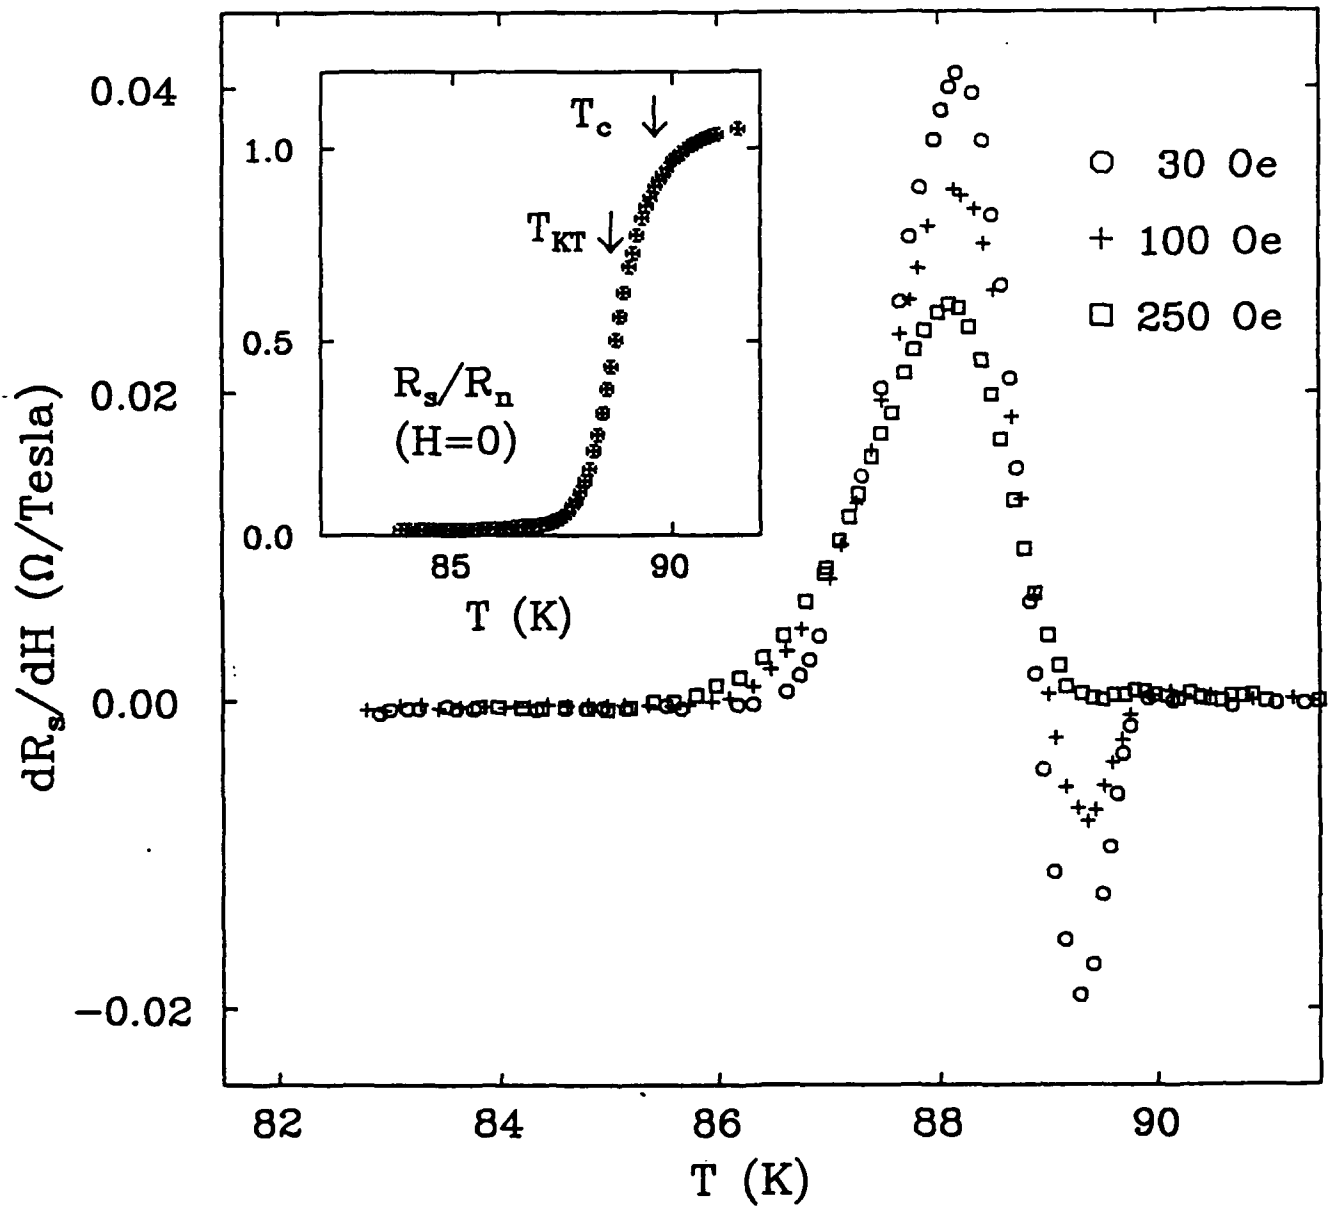 0.04
0.02
0.00
−0.02
dR_s/dH (Ω/Tesla)
82 84 86 88 90
T (K)
○ 30 Oe
+ 100 Oe
□ 250 Oe
1.0
0.5
0.0
T_c
T_KT
R_s/R_n
(H=0)
85 90
T (K)